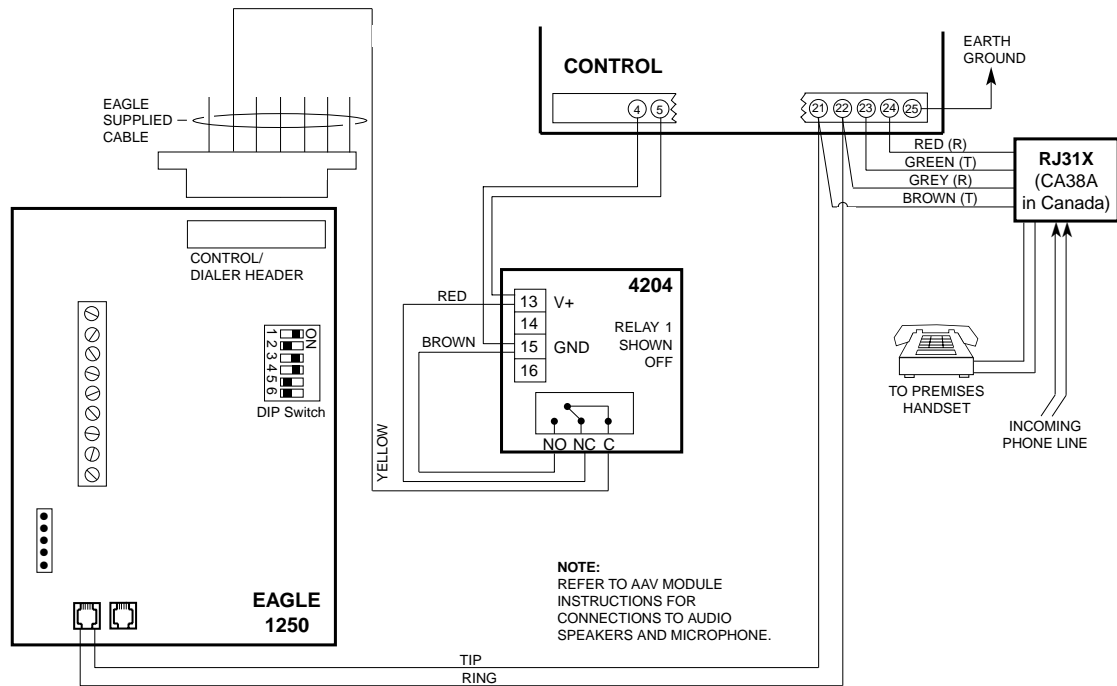 EAGLE
SUPPLIED
CABLE
CONTROL
4 5
21 22 23 24 25
EARTH
GROUND
RED (R)
GREEN (T)
GREY (R)
BROWN (T)
RJ31X
(CA38A
in Canada)
CONTROL/
DIALER HEADER
ON
1
2
3
4
5
6
DIP Switch
RED
BROWN
YELLOW
4204
13 V+
14
15 GND
16
RELAY 1
SHOWN
OFF
NO NC C
TO PREMISES
HANDSET
INCOMING
PHONE LINE
NOTE:
REFER TO AAV MODULE
INSTRUCTIONS FOR
CONNECTIONS TO AUDIO
SPEAKERS AND MICROPHONE.
EAGLE
1250
TIP
RING